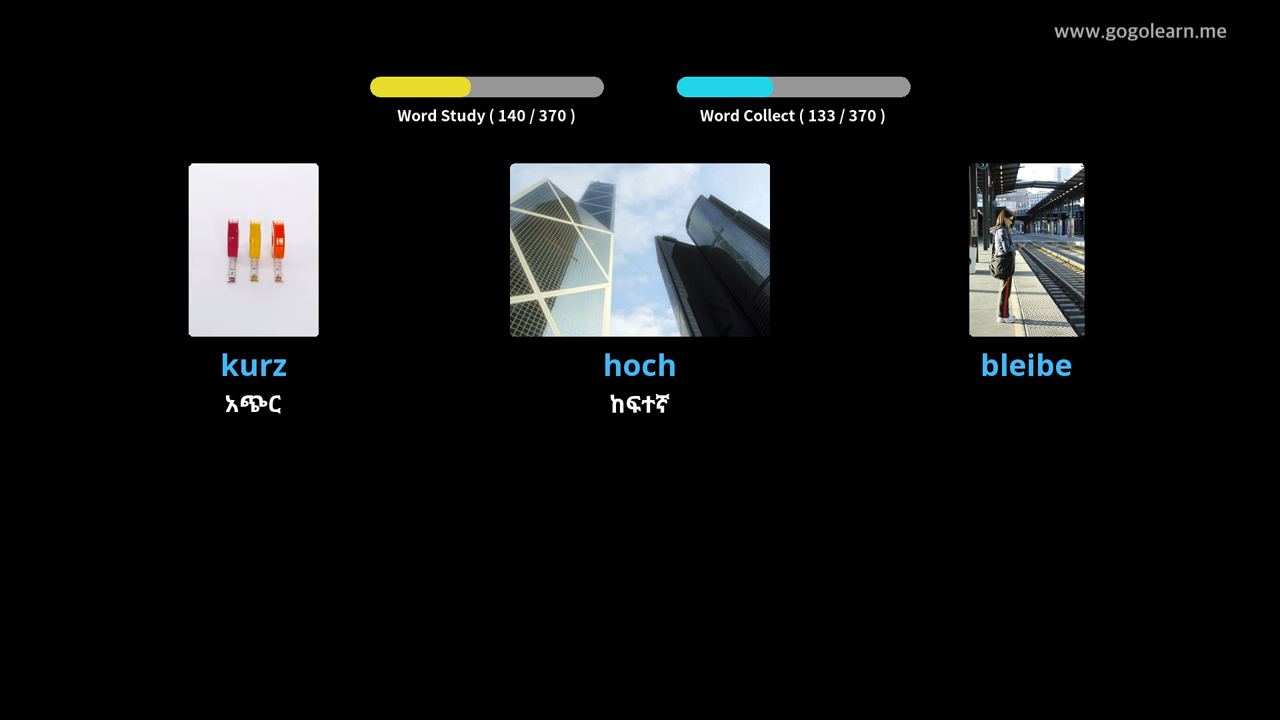 www.gogolearn.me
Word Study ( 140 / 370 )
Word Collect ( 133 / 370 )
kurz
hoch
bleibe
አጭር
ከፍተኛ